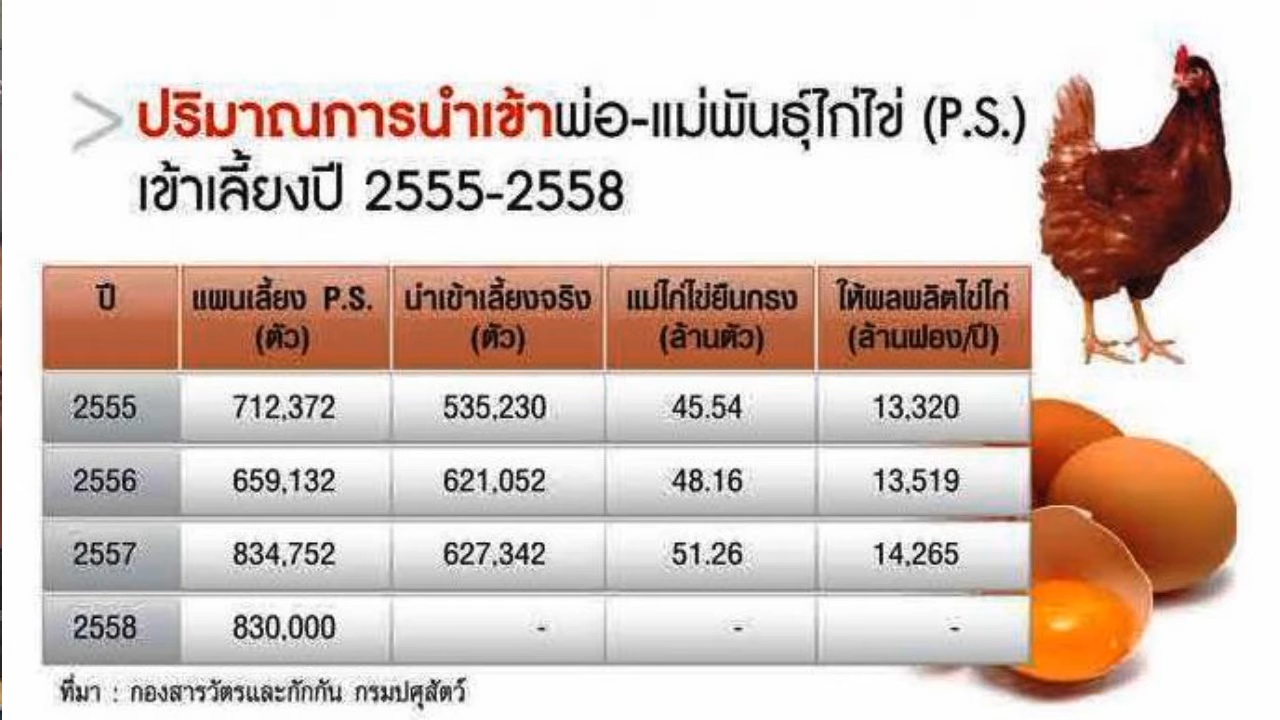 ปริมาณการนำเข้าพ่อ-แม่พันธุ์ไก่ไข่ (P.S.)
เข้าเลี้ยงปี 2555-2558
ปี แผนเลี้ยง P.S. (ตัว) นำเข้าเลี้ยงจริง (ตัว) แม่ไก่ไข่ยืนกรง (ล้านตัว) ให้ผลผลิตไข่ไก่ (ล้านฟอง/ปี)
2555 712,372 535,230 45.54 13,320
2556 659,132 621,052 48.16 13,519
2557 834,752 627,342 51.26 14,265
2558 830,000 - - -
ที่มา : กองสารวัตรและกักกัน กรมปศุสัตว์